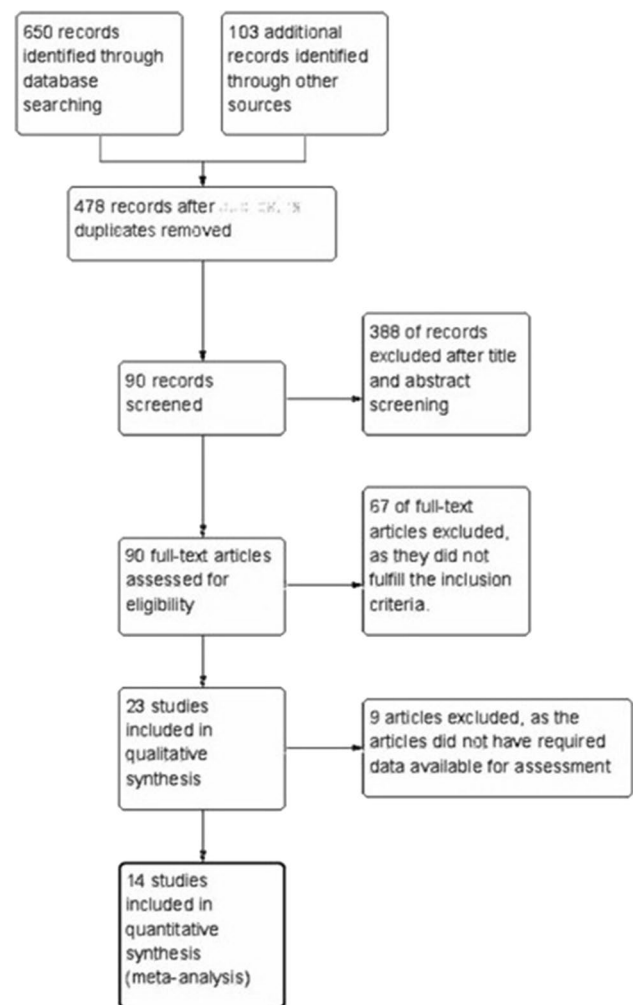 650 records
identified through
database
searching
103 additional
records identified
through other
sources
478 records after
duplicates removed
90 records
screened
388 of records
excluded after title
and abstract
screening
90 full-text articles
assessed for
eligibility
67 of full-text
articles excluded,
as they did not
fulfill the inclusion
criteria.
23 studies
included in
qualitative
synthesis
9 articles excluded, as the
articles did not have required
data available for assessment
14 studies
included in
quantitative
synthesis
(meta-analysis)